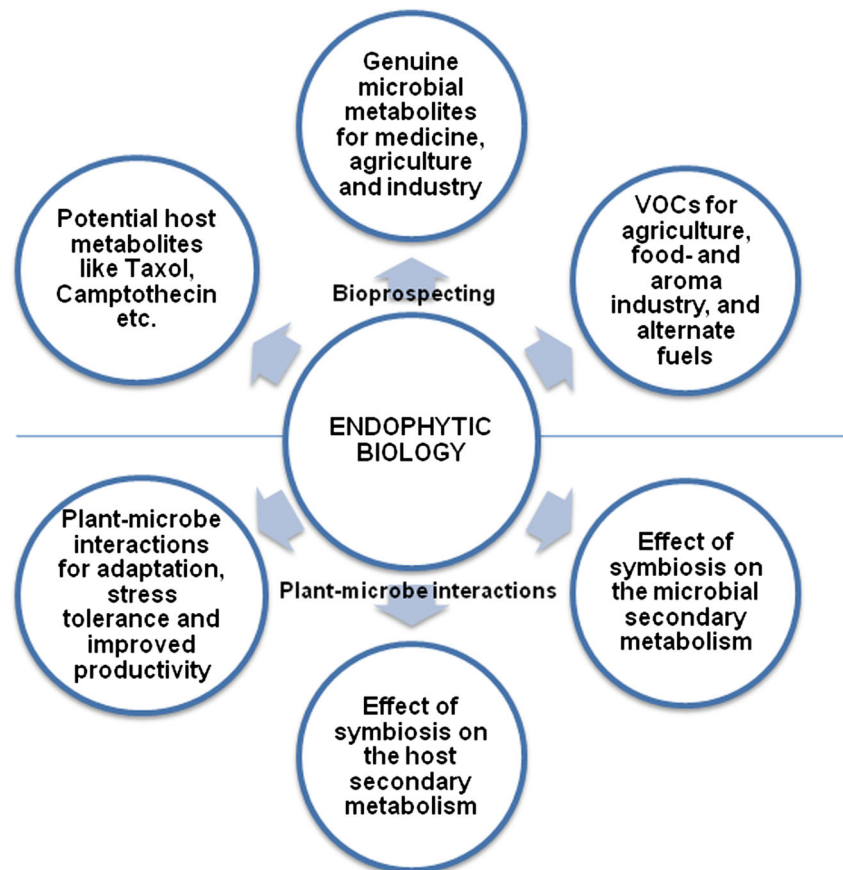 Genuine
microbial
metabolites
for medicine,
agriculture
and industry
Potential host
metabolites
like Taxol,
Camptothecin
etc.
VOCs for
agriculture,
food- and
aroma
industry, and
alternate
fuels
Bioprospecting
ENDOPHYTIC
BIOLOGY
Plant-microbe
interactions
for adaptation,
stress
tolerance and
improved
productivity
Plant-microbe interactions
Effect of
symbiosis on
the microbial
secondary
metabolism
Effect of
symbiosis on
the host
secondary
metabolism